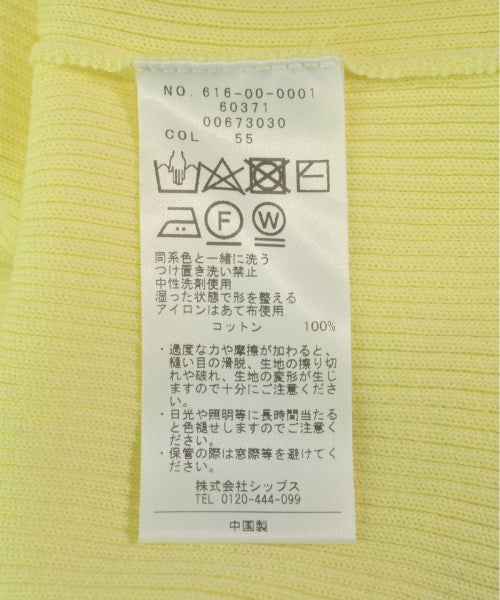 NO. 616-00-0001
60371
00673030
COL 55
F W
同系色と一緒に洗う
つけ置き洗い禁止
中性洗剤使用
湿った状態で形を整える
アイロンはあて布使用
コットン 100%
・過度な力や摩擦が加わると、
縫い目の滑脱、生地の擦り切
れや破れ、生地の変形が生じ
ますので十分にご注意くださ
い。
・日光や照明等に長時間当たる
と色褪せしますのでご注意く
ださい。
・保管の際は窓際等を避けてく
ださい。
株式会社シップス
TEL 0120-444-099
中国製